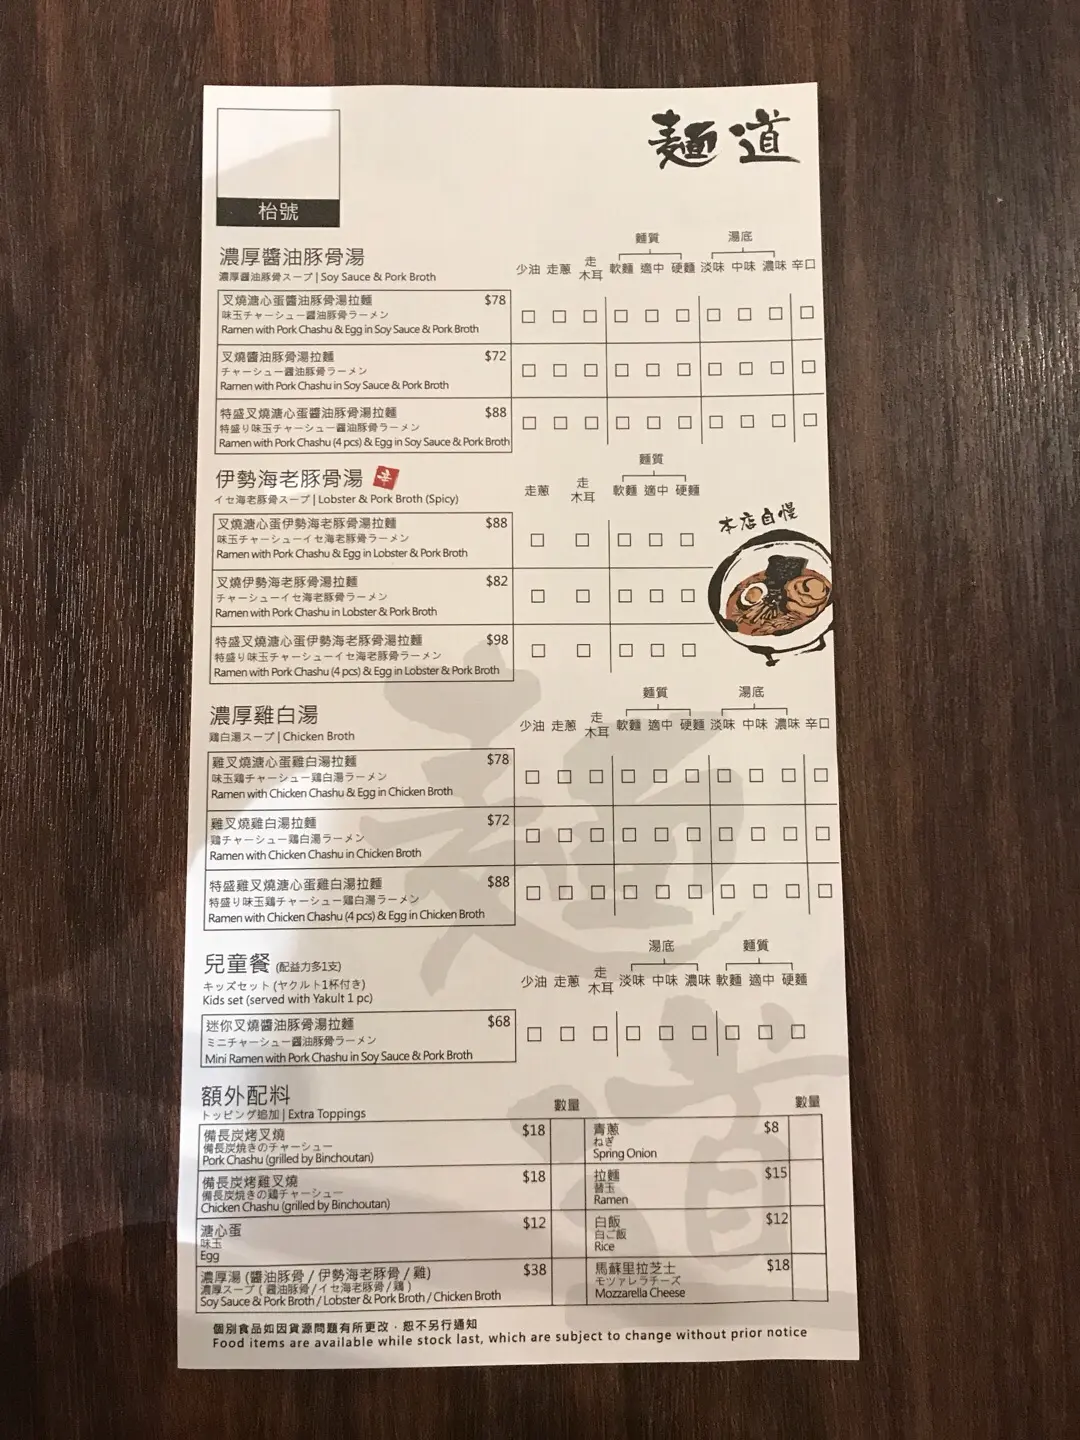 麵道
枱號
濃厚醬油豚骨湯
濃厚醤油豚骨スープ | Soy Sauce & Pork Broth
麵質 湯底
少油 走蔥 走木耳 軟麵 適中 硬麵 淡味 中味 濃味 辛口
叉燒溏心蛋醬油豚骨湯拉麵 $78
味玉チャーシュー醤油豚骨ラーメン
Ramen with Pork Chashu & Egg in Soy Sauce & Pork Broth
叉燒醬油豚骨湯拉麵 $72
チャーシュー醤油豚骨ラーメン
Ramen with Pork Chashu in Soy Sauce & Pork Broth
特盛叉燒溏心蛋醬油豚骨湯拉麵 $88
特盛り味玉チャーシュー醤油豚骨ラーメン
Ramen with Pork Chashu (4 pcs) & Egg in Soy Sauce & Pork Broth
伊勢海老豚骨湯 辛
イセ海老豚骨スープ | Lobster & Pork Broth (Spicy)
麵質
走蔥 走木耳 軟麵 適中 硬麵
叉燒溏心蛋伊勢海老豚骨湯拉麵 $88
味玉チャーシューイセ海老豚骨ラーメン
Ramen with Pork Chashu & Egg in Lobster & Pork Broth
叉燒伊勢海老豚骨湯拉麵 $82
チャーシューイセ海老豚骨ラーメン
Ramen with Pork Chashu in Lobster & Pork Broth
特盛叉燒溏心蛋伊勢海老豚骨湯拉麵 $98
特盛り味玉チャーシューイセ海老豚骨ラーメン
Ramen with Pork Chashu (4 pcs) & Egg in Lobster & Pork Broth
本店自慢
濃厚雞白湯
鶏白湯スープ | Chicken Broth
麵質 湯底
少油 走蔥 走木耳 軟麵 適中 硬麵 淡味 中味 濃味 辛口
雞叉燒溏心蛋雞白湯拉麵 $78
味玉鶏チャーシュー鶏白湯ラーメン
Ramen with Chicken Chashu & Egg in Chicken Broth
雞叉燒雞白湯拉麵 $72
鶏チャーシュー鶏白湯ラーメン
Ramen with Chicken Chashu in Chicken Broth
特盛雞叉燒溏心蛋雞白湯拉麵 $88
特盛り味玉鶏チャーシュー鶏白湯ラーメン
Ramen with Chicken Chashu (4 pcs) & Egg in Chicken Broth
兒童餐 (配益力多1支)
キッズセット (ヤクルト1杯付き)
Kids set (served with Yakult 1 pc)
湯底 麵質
少油 走蔥 走木耳 淡味 中味 濃味 軟麵 適中 硬麵
迷你叉燒醬油豚骨湯拉麵 $68
ミニチャーシュー醤油豚骨ラーメン
Mini Ramen with Pork Chashu in Soy Sauce & Pork Broth
額外配料
トッピング追加 | Extra Toppings
數量 數量
備長炭烤叉燒 $18
備長炭焼きのチャーシュー
Pork Chashu (grilled by Binchoutan)
青蔥 $8
ねぎ
Spring Onion
備長炭烤雞叉燒 $18
備長炭焼きの鶏チャーシュー
Chicken Chashu (grilled by Binchoutan)
拉麵 $15
替玉
Ramen
溏心蛋 $12
味玉
Egg
白飯 $12
白ご飯
Rice
濃厚湯 (醬油豚骨 / 伊勢海老豚骨 / 雞) $38
濃厚スープ ( 醤油豚骨 / イセ海老豚骨 / 鶏 )
Soy Sauce & Pork Broth / Lobster & Pork Broth / Chicken Broth
馬蘇里拉芝士 $18
モツァレラチーズ
Mozzarella Cheese
個別食品如因貨源問題有所更改，恕不另行通知
Food items are available while stock last, which are subject to change without prior notice
麵道